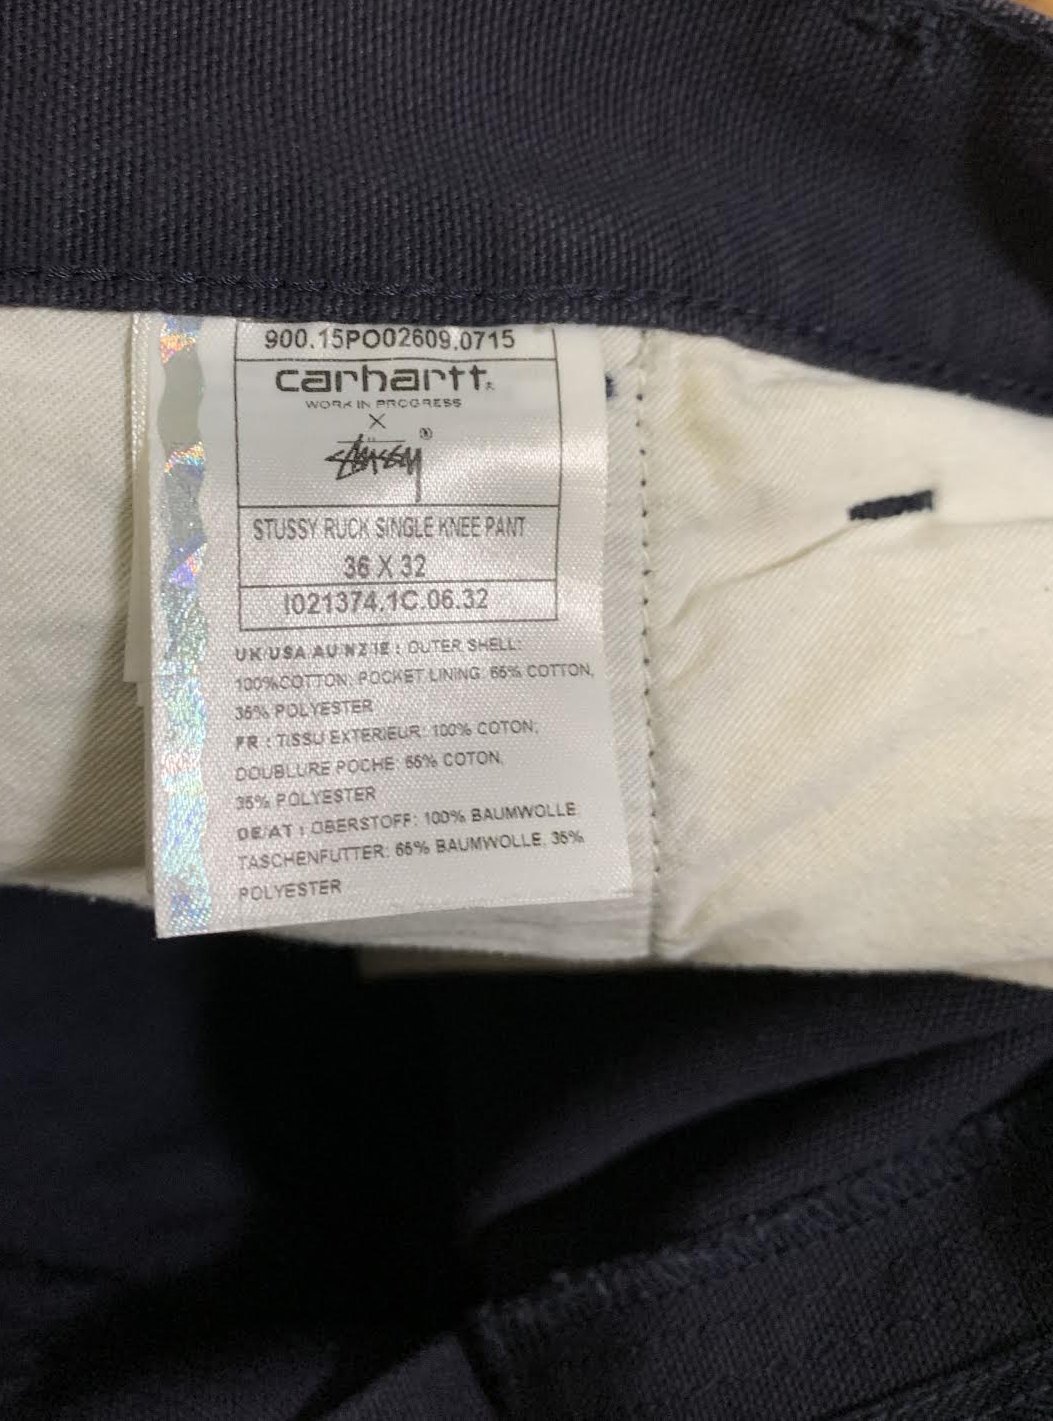 900.15PO02609.0715
carhartt®
WORK IN PROGRESS
X
STÜSSY®
STUSSY RUCK SINGLE KNEE PANT
36 X 32
I021374.1C.06.32
UK/USA AU/NZ/IE : OUTER SHELL:
100%COTTON, POCKET LINING: 65% COTTON,
35% POLYESTER
FR : TISSU EXTERIEUR: 100% COTON;
DOUBLURE POCHE: 65% COTON,
35% POLYESTER
DE/AT : OBERSTOFF: 100% BAUMWOLLE
TASCHENFUTTER: 65% BAUMWOLLE, 35%
POLYESTER